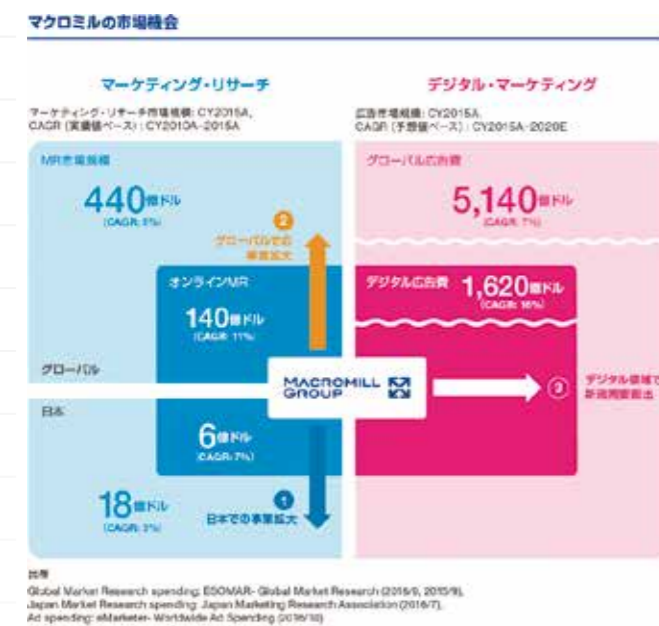 マクロミルの市場機会
マーケティング・リサーチ
マーケティング・リサーチ市場規模: CY2015A,
CAGR (実績値ベース) : CY2010A-2015A
デジタル・マーケティング
広告市場規模: CY2015A
CAGR (予想値ベース) : CY2015A-2020E
MR市場規模
440億ドル
グローバル広告費
5,140億ドル
(CAGR: 7%)
2
グローバルで
事業拡大
オンラインMR
140億ドル
(CAGR: 11%)
デジタル広告費
1,620億ドル
(CAGR: 16%)
グローバル
日本
MACROMILL
GROUP
3
デジタル領域で
6億ドル
(CAGR: 7%)
18億ドル
1
日本での事業拡大
出所
Global Market Research spending: ESOMAR- Global Market Research (2016/9, 2015/9),
Japan Market Research spending: Japan Marketing Research Association (2016/7),
Ad spending: eMarketer- Worldwide Ad Spending (2016/10)